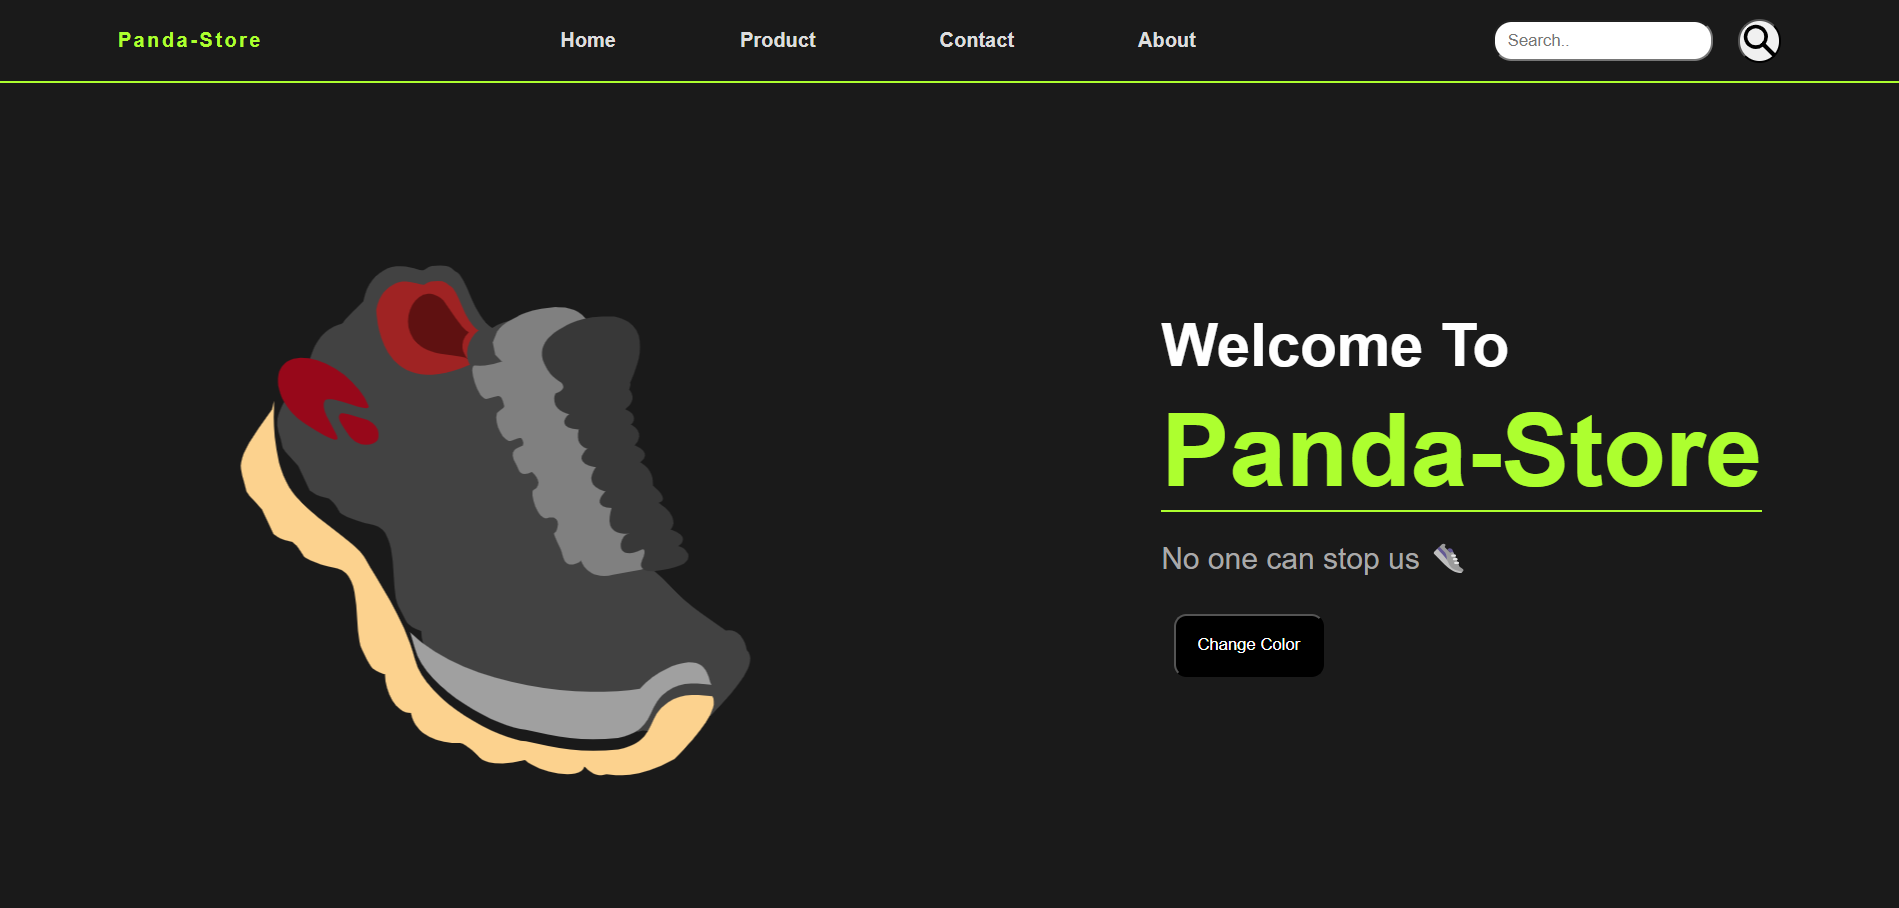 Panda-Store
Home Product Contact About
Search..
Welcome To
Panda-Store
No one can stop us 👟
Change Color